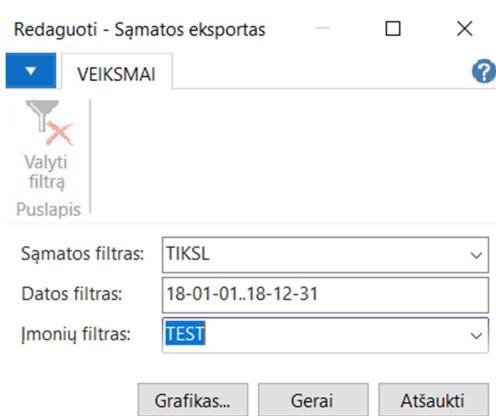 Redaguoti - Sąmatos eksportas
VEIKSMAI
?
Valyti
filtrą
Puslapis
Sąmatos filtras: TIKSL
Datos filtras: 18-01-01..18-12-31
Įmonių filtras: TEST
Grafikas... Gerai Atšaukti